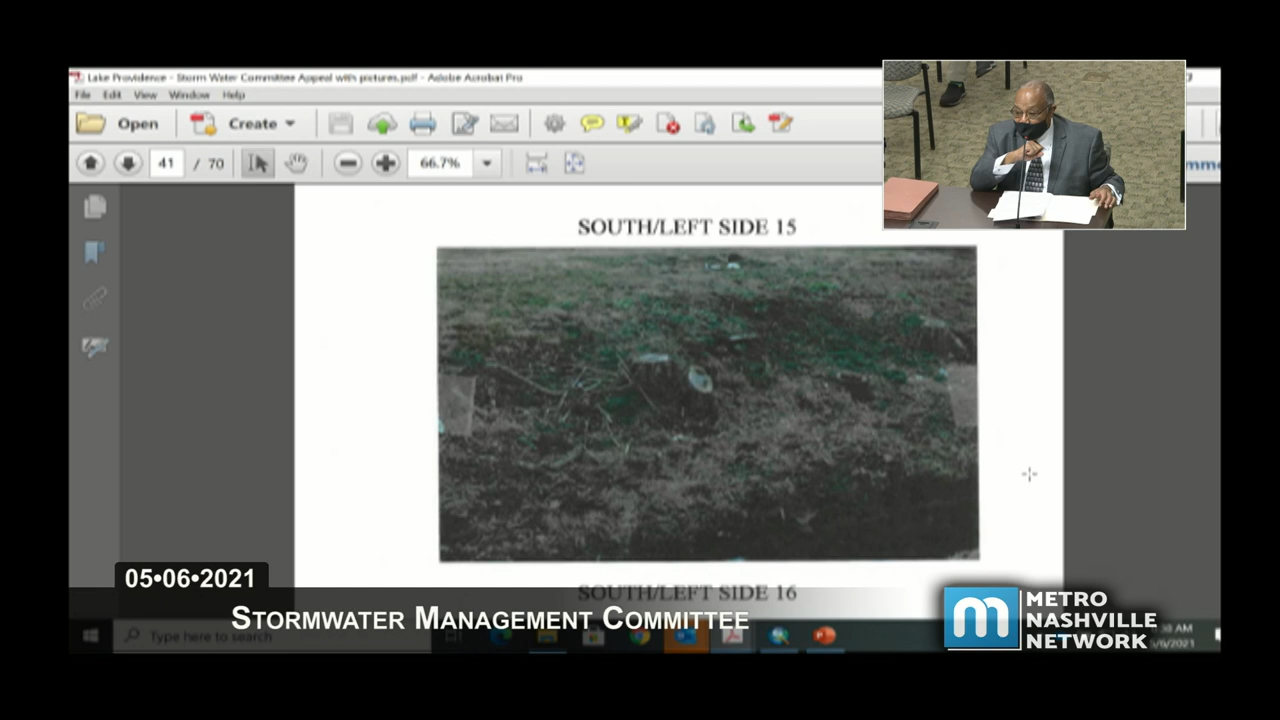 Lake Providence - Storm Water Committee Appeal with pictures.pdf - Adobe Acrobat Pro
File Edit View Window Help
Open
Create
41 / 70
66.7%
SOUTH/LEFT SIDE 15
SOUTH/LEFT SIDE 16
05•06•2021
STORMWATER MANAGEMENT COMMITTEE
m METRO
NASHVILLE
NETWORK
Type here to search